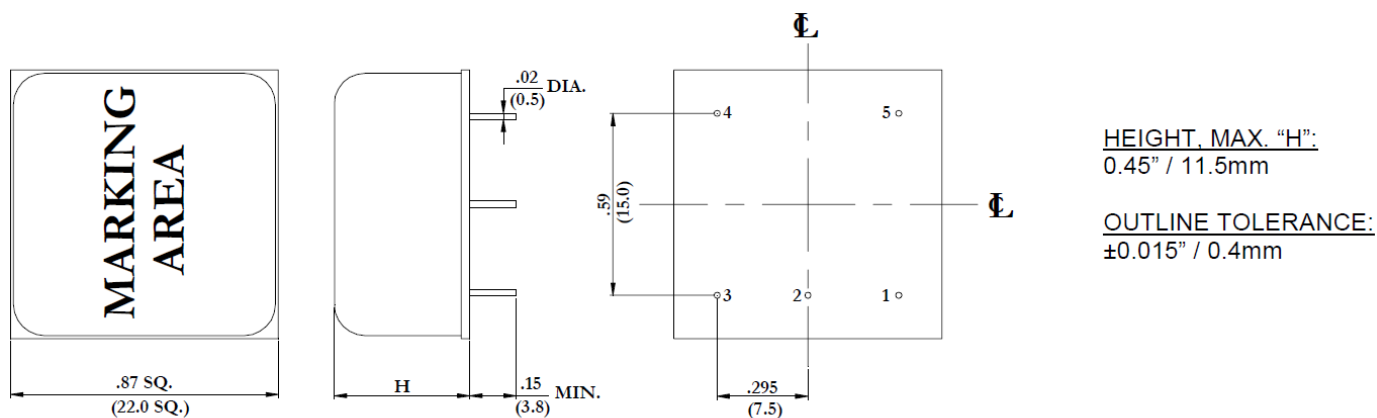 MARKING
AREA
.87 SQ.
(22.0 SQ.)
.02
(0.5)
DIA.
H
.15
(3.8)
MIN.
℄
4
5
.59
(15.0)
℄
3
2
1
.295
(7.5)
HEIGHT, MAX. “H”:
0.45” / 11.5mm
OUTLINE TOLERANCE:
±0.015” / 0.4mm